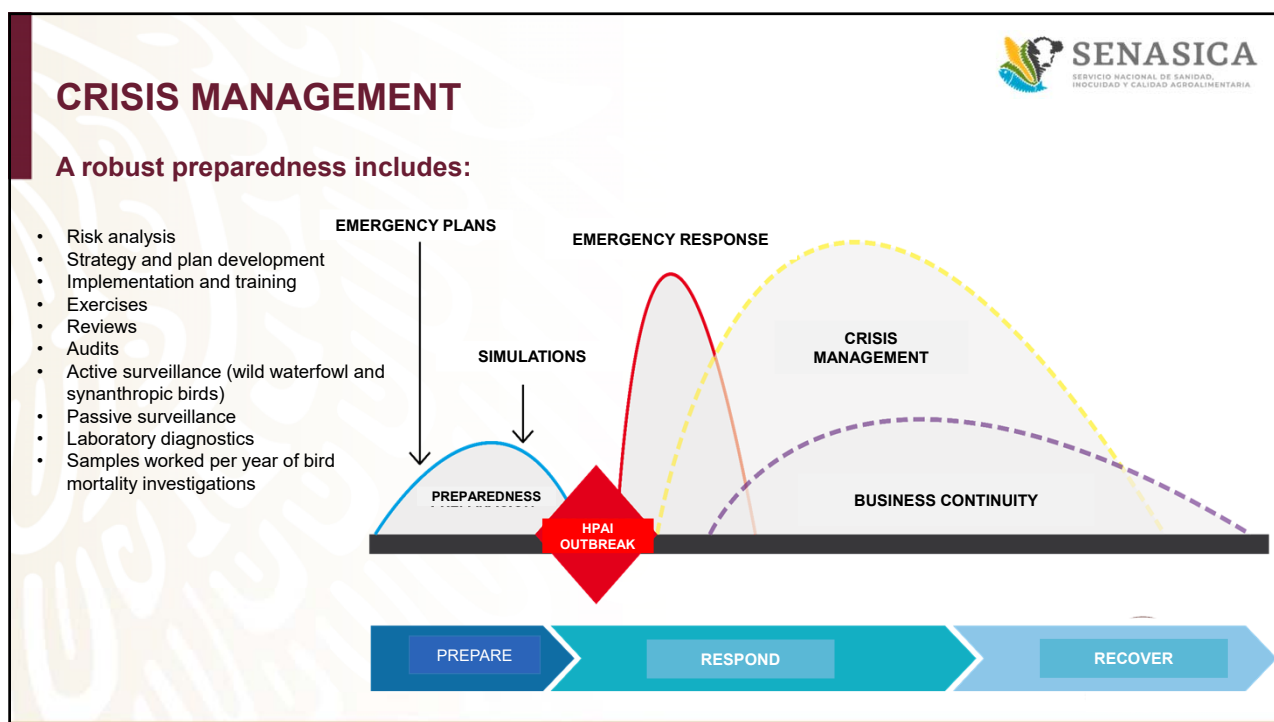 SENASICA
SERVICIO NACIONAL DE SANIDAD,
INOCUIDAD Y CALIDAD AGROALIMENTARIA
CRISIS MANAGEMENT
A robust preparedness includes:
• Risk analysis
• Strategy and plan development
• Implementation and training
• Exercises
• Reviews
• Audits
• Active surveillance (wild waterfowl and
synanthropic birds)
• Passive surveillance
• Laboratory diagnostics
• Samples worked per year of bird
mortality investigations
EMERGENCY PLANS
SIMULATIONS
EMERGENCY RESPONSE
CRISIS
MANAGEMENT
PREPAREDNESS
BUSINESS CONTINUITY
HPAI
OUTBREAK
PREPARE
RESPOND
RECOVER